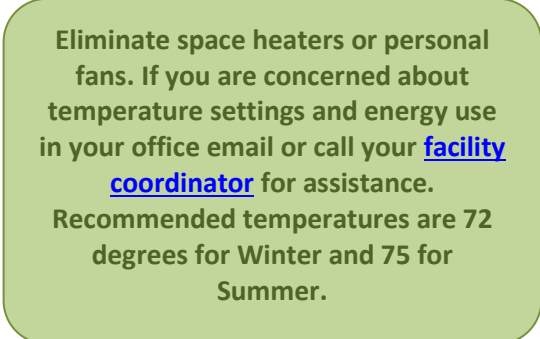 Eliminate space heaters or personal
fans. If you are concerned about
temperature settings and energy use
in your office email or call your facility
coordinator for assistance.
Recommended temperatures are 72
degrees for Winter and 75 for
Summer.